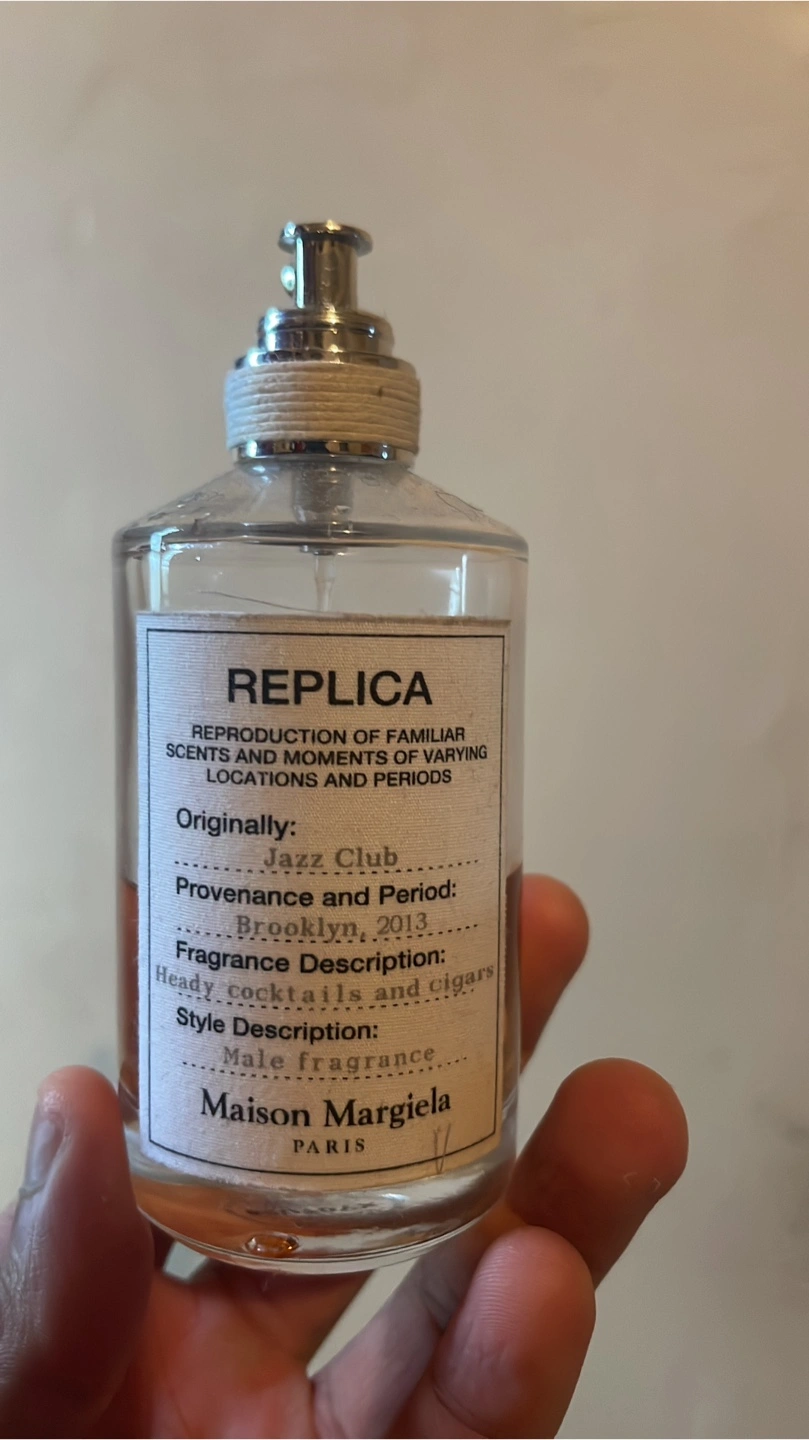 REPLICA
REPRODUCTION OF FAMILIAR
SCENTS AND MOMENTS OF VARYING
LOCATIONS AND PERIODS
Originally:
Jazz Club
Provenance and Period:
Brooklyn, 2013
Fragrance Description:
Heady cocktails and cigars
Style Description:
Male fragrance
Maison Margiela
PARIS